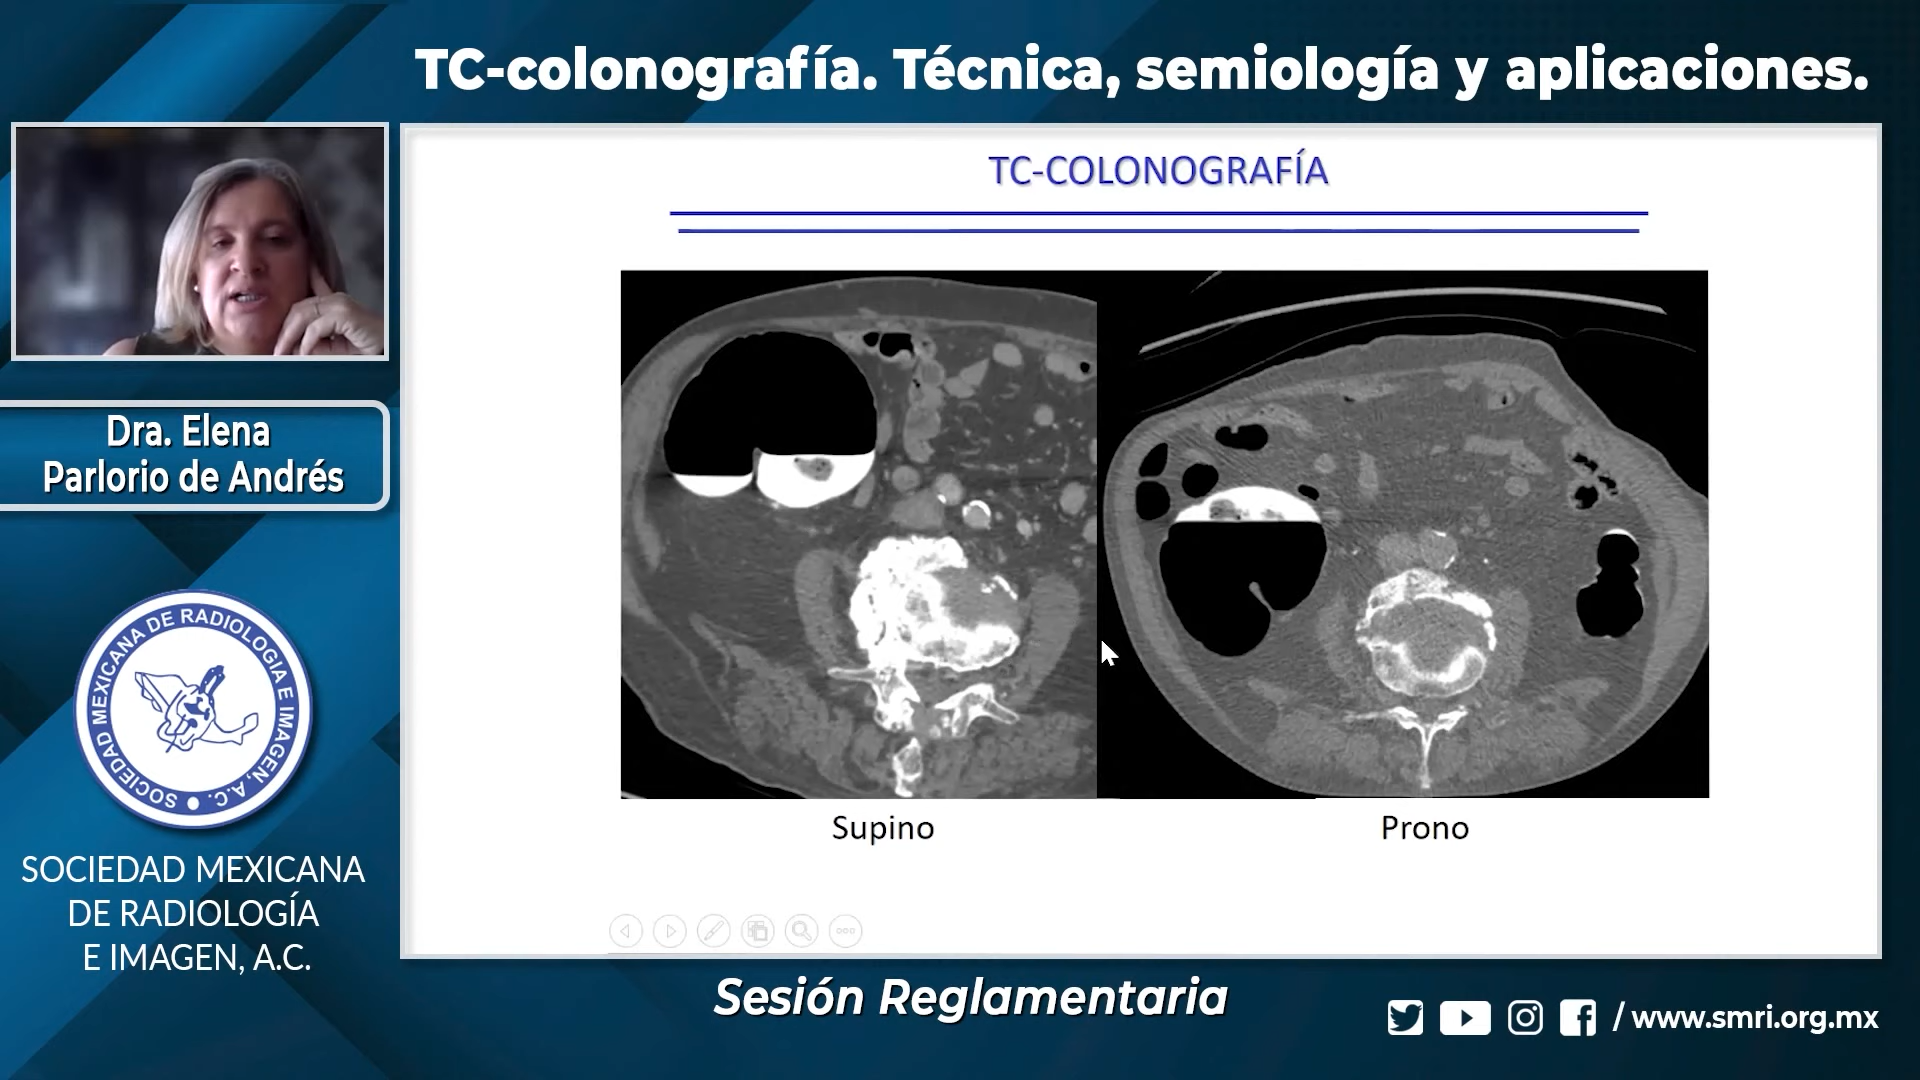 TC-colonografía. Técnica, semiología y aplicaciones.
TC-COLONOGRAFÍA
Dra. Elena
Parlorio de Andrés
Supino
Prono
SOCIEDAD MEXICANA DE RADIOLOGIA E IMAGEN, A.C.
SOCIEDAD MEXICANA
DE RADIOLOGÍA
E IMAGEN, A.C.
Sesión Reglamentaria
/ www.smri.org.mx